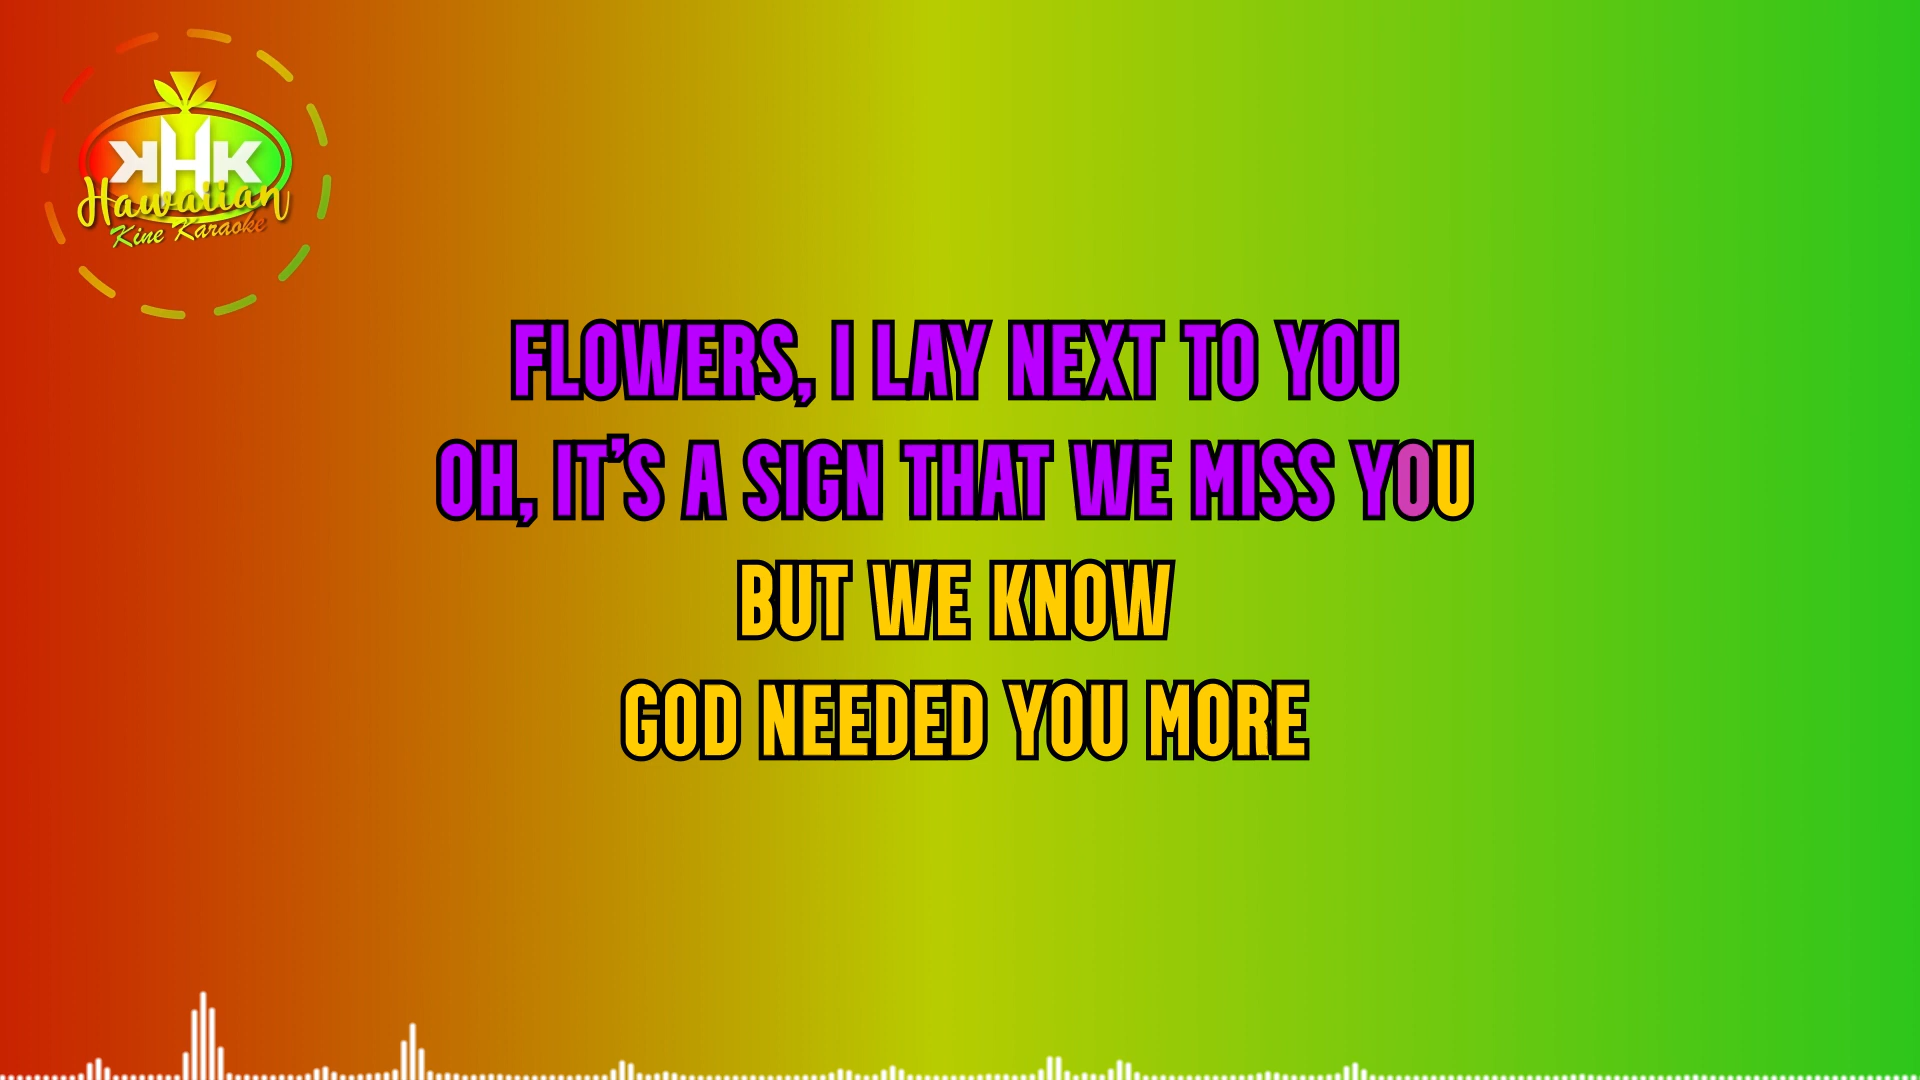 KHK
Hawaiian
Kine Karaoke
FLOWERS, I LAY NEXT TO YOU
OH, IT'S A SIGN THAT WE MISS YOU
BUT WE KNOW
GOD NEEDED YOU MORE